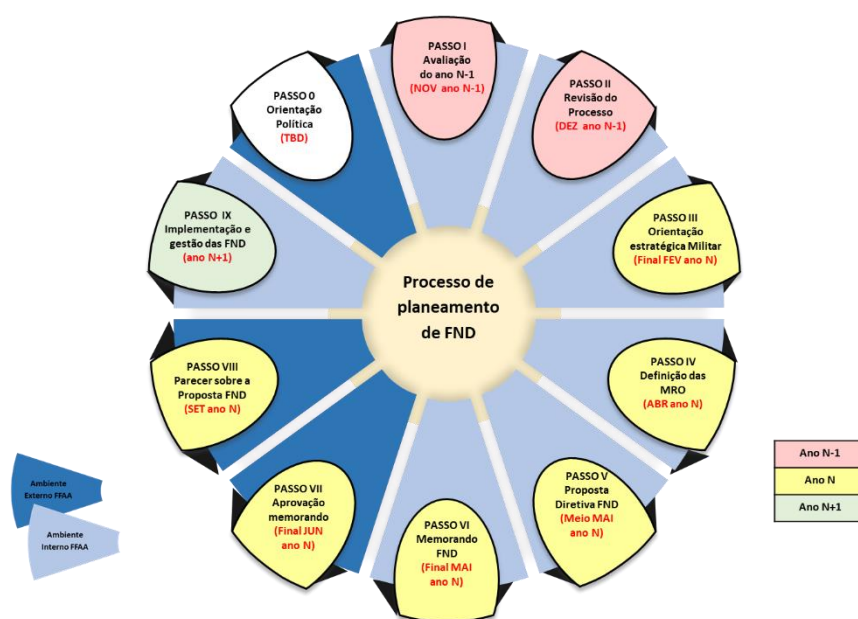 PASSO 0
Orientação
Política
(TBD)
PASSO I
Avaliação
do ano N-1
(NOV ano N-1)
PASSO II
Revisão do
Processo
(DEZ ano N-1)
PASSO III
Orientação
estratégica Militar
(Final FEV ano N)
PASSO IV
Definição das
MRO
(ABR ano N)
PASSO V
Proposta
Diretiva FND
(Meio MAI
ano N)
PASSO VI
Memorando
FND
(Final MAI
ano N)
PASSO VII
Aprovação
memorando
(Final JUN
ano N)
PASSO VIII
Parecer sobre a
Proposta FND
(SET ano N)
PASSO IX
Implementação e
gestão das FND
(ano N+1)
Processo de
planeamento
de FND
Ambiente
Externo FFAA
Ambiente
Interno FFAA
Ano N-1
Ano N
Ano N+1